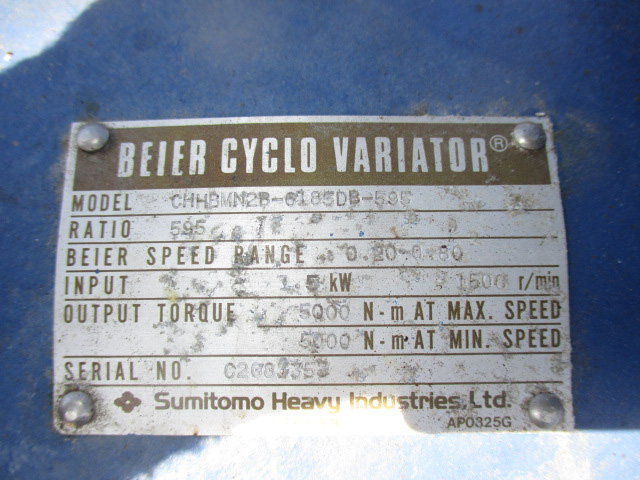 BEIER CYCLO VARIATOR®
MODEL CHHBMN2B-6185DB-595
RATIO 595
BEIER SPEED RANGE 0.20-0.80
INPUT 1.5 kW 1500 r/min
OUTPUT TORQUE 5000 N-m AT MAX. SPEED
5000 N-m AT MIN. SPEED
SERIAL NO.
Sumitomo Heavy Industries, Ltd.
AP0325G